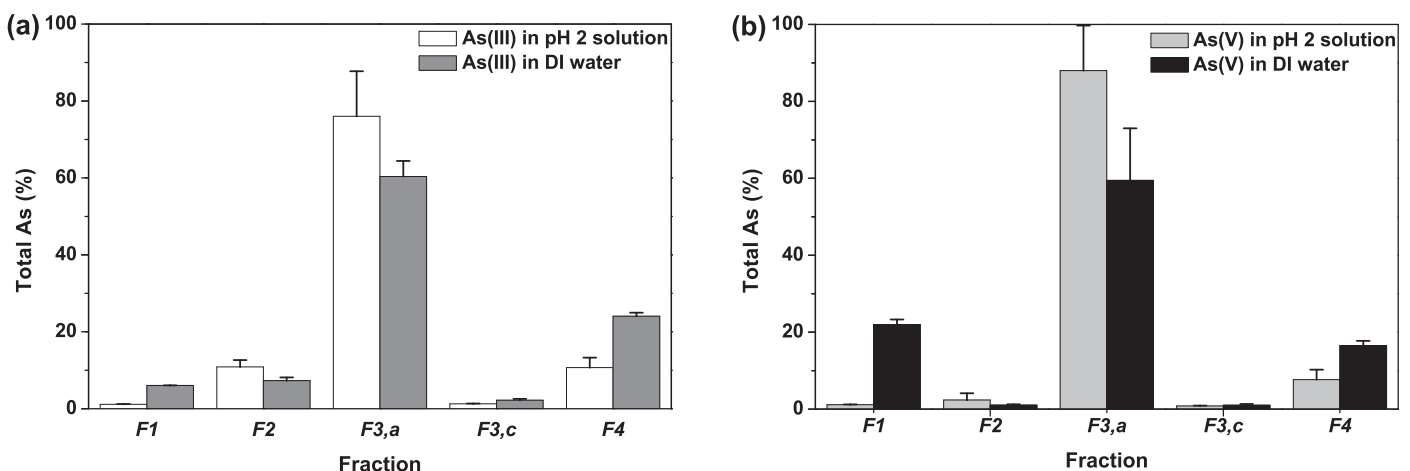 (a)
100
80
60
40
20
0
Total As (%)
As(III) in pH 2 solution
As(III) in DI water
F1 F2 F3,a F3,c F4
Fraction
(b)
100
80
60
40
20
0
Total As (%)
As(V) in pH 2 solution
As(V) in DI water
F1 F2 F3,a F3,c F4
Fraction